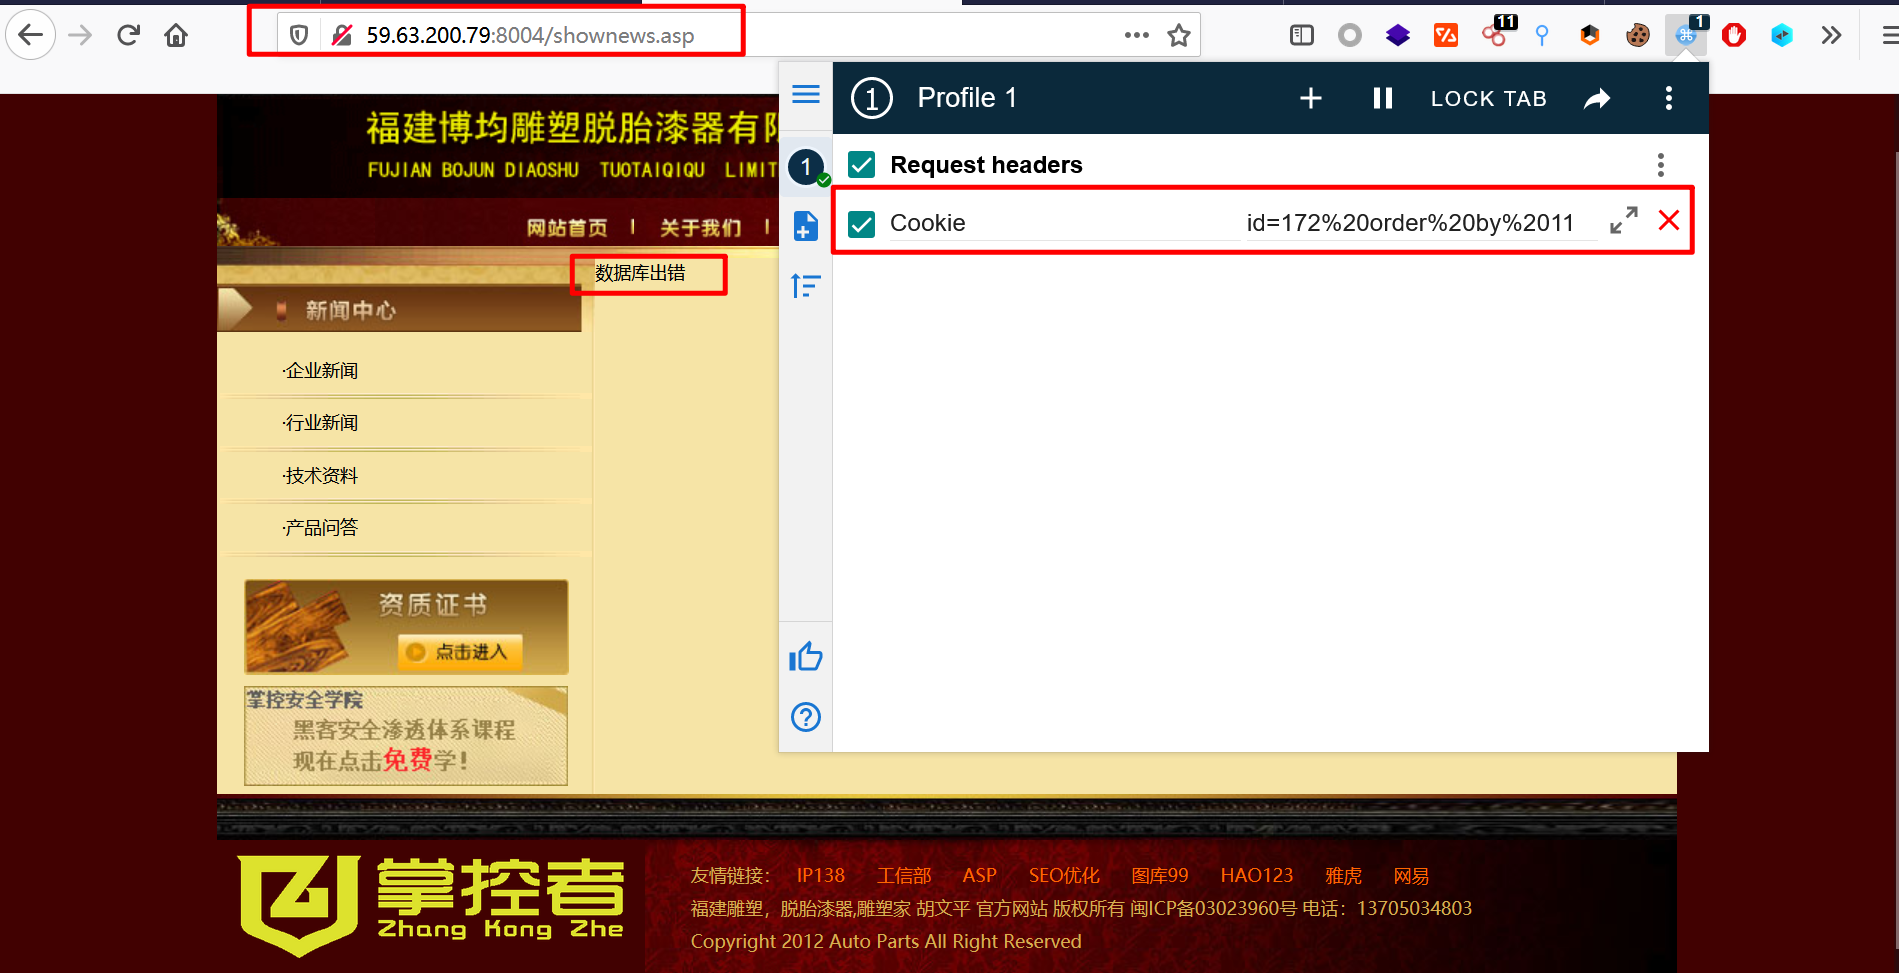 59.63.200.79:8004/shownews.asp
11
1
1
Profile 1
LOCK TAB
福建博均雕塑脱胎漆器有限
FUJIAN BOJUN DIAOSHU TUOTAIQIQU LIMIT
1
Request headers
网站首页 | 关于我们 |
Cookie
id=172%20order%20by%2011
数据库出错
新闻中心
·企业新闻
·行业新闻
·技术资料
·产品问答
资质证书
点击进入
掌控安全学院
黑客安全渗透体系课程
现在点击免费学！
掌控者
Zhang Kong Zhe
友情链接： IP138 工信部 ASP SEO优化 图库99 HAO123 雅虎 网易
福建雕塑，脱胎漆器,雕塑家 胡文平 官方网站 版权所有 闽ICP备03023960号 电话：13705034803
Copyright 2012 Auto Parts All Right Reserved